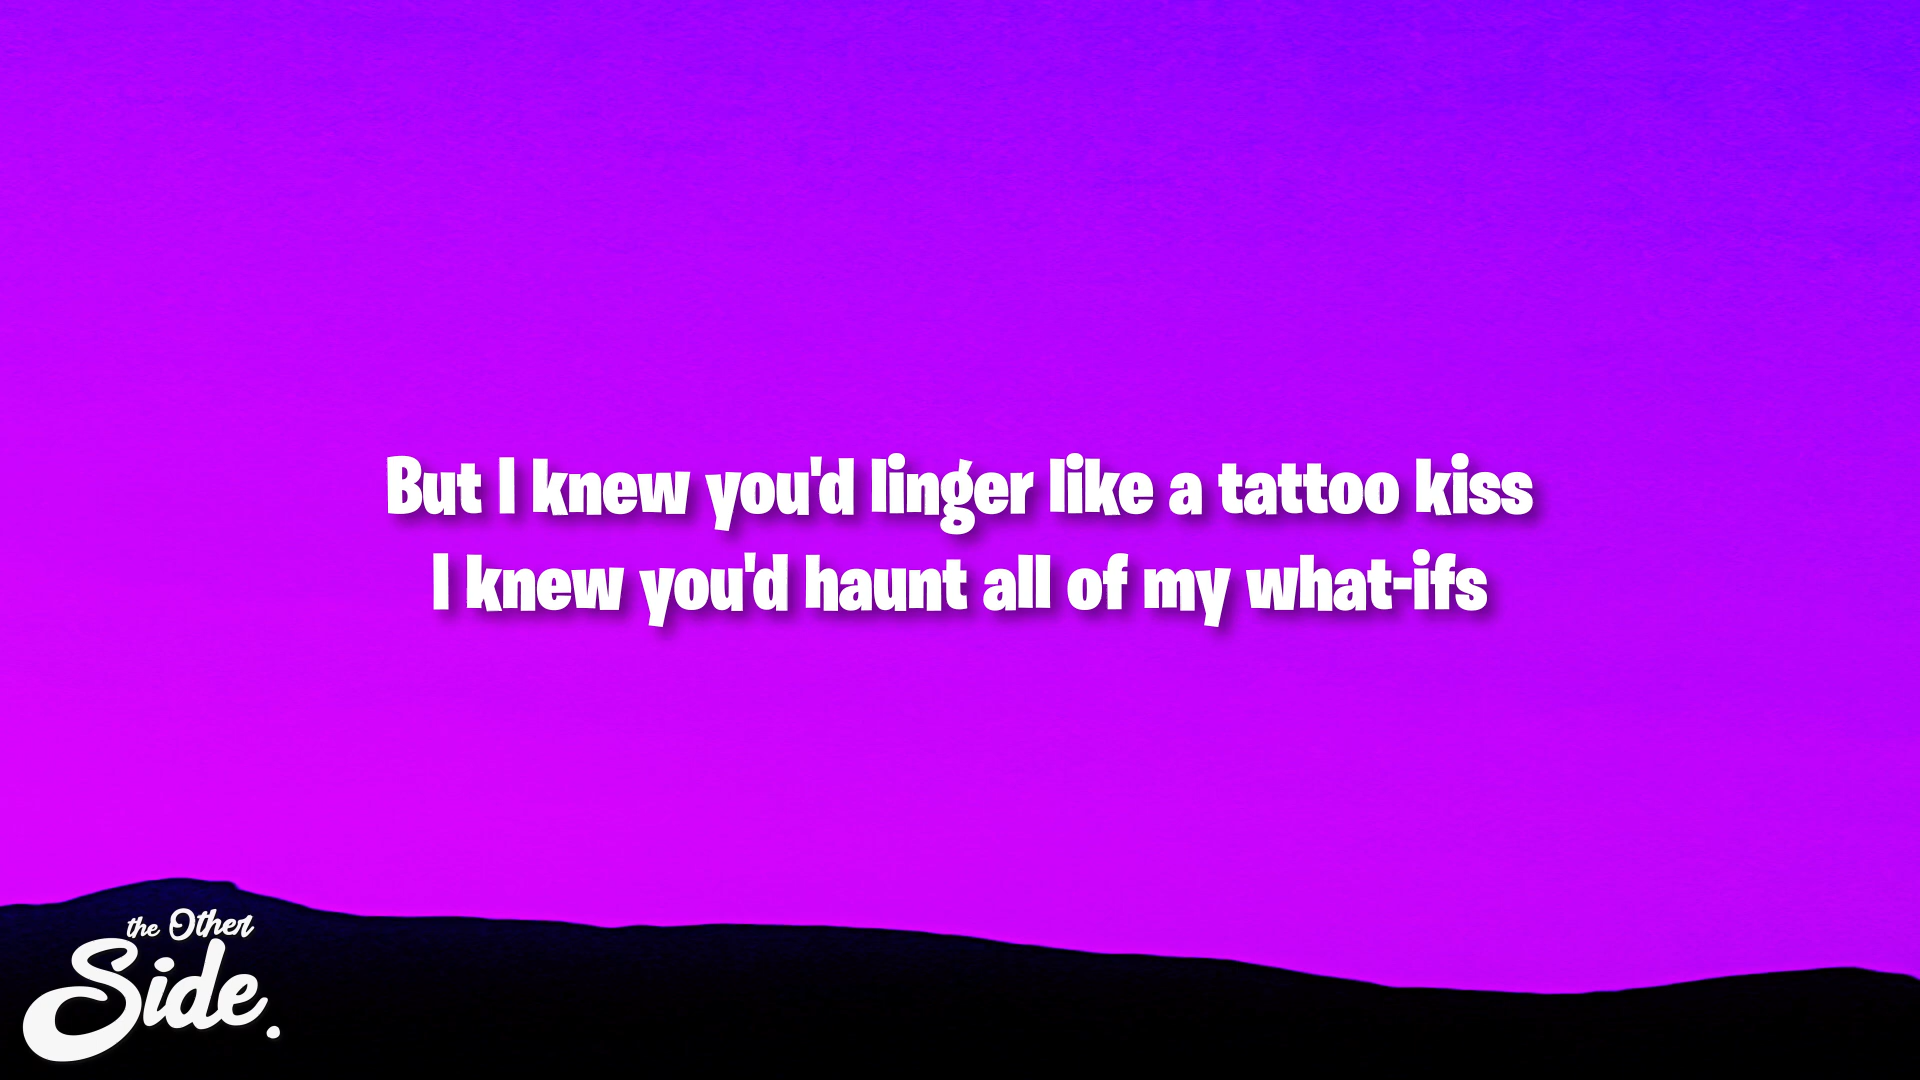 But I knew you'd linger like a tattoo kiss
I knew you'd haunt all of my what-ifs
the Other
Side.